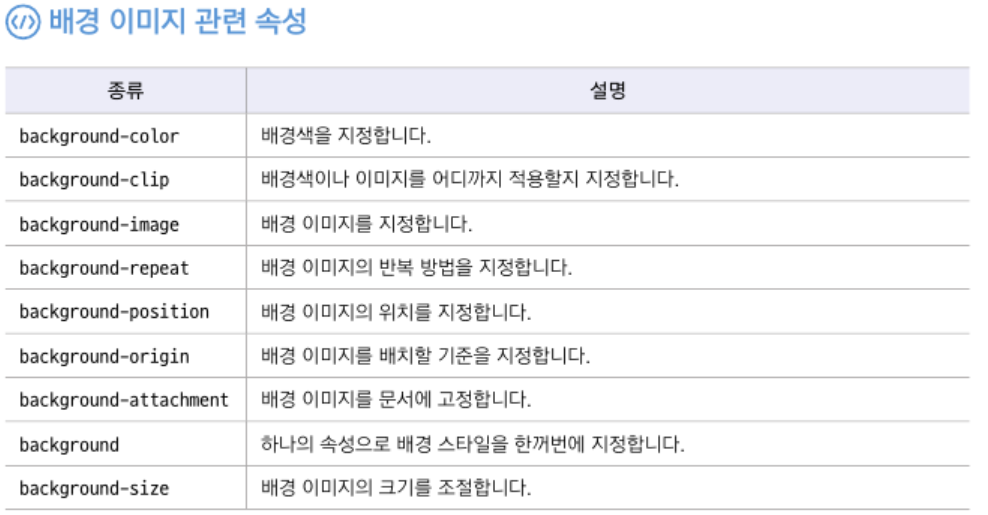 </> 배경 이미지 관련 속성
종류 설명
background-color 배경색을 지정합니다.
background-clip 배경색이나 이미지를 어디까지 적용할지 지정합니다.
background-image 배경 이미지를 지정합니다.
background-repeat 배경 이미지의 반복 방법을 지정합니다.
background-position 배경 이미지의 위치를 지정합니다.
background-origin 배경 이미지를 배치할 기준을 지정합니다.
background-attachment 배경 이미지를 문서에 고정합니다.
background 하나의 속성으로 배경 스타일을 한꺼번에 지정합니다.
background-size 배경 이미지의 크기를 조절합니다.